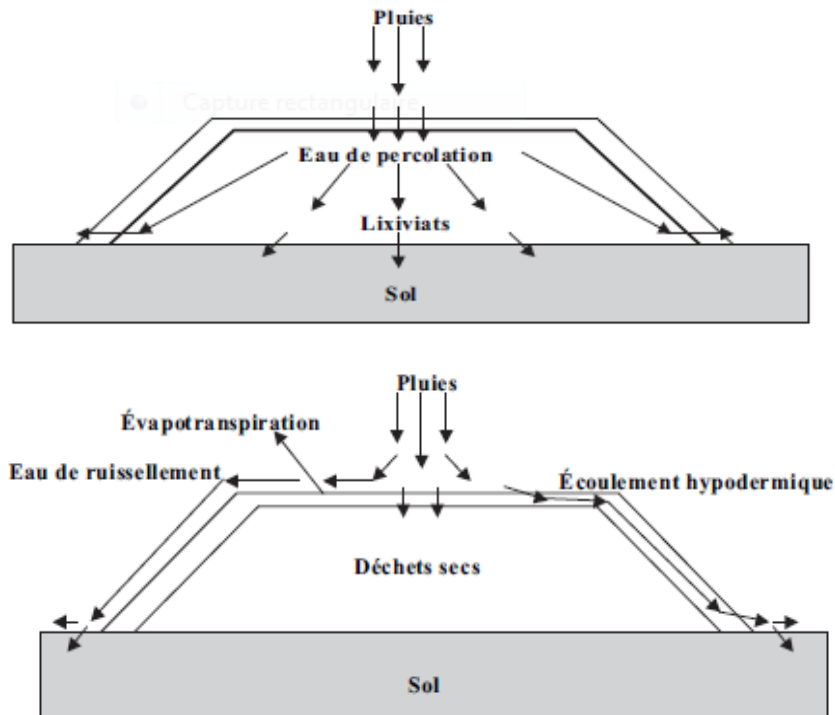 Pluies
Capture rectangulaire
Eau de percolation
Lixiviats
Sol
Pluies
Évapotranspiration
Eau de ruissellement
Écoulement hypodermique
Déchets secs
Sol